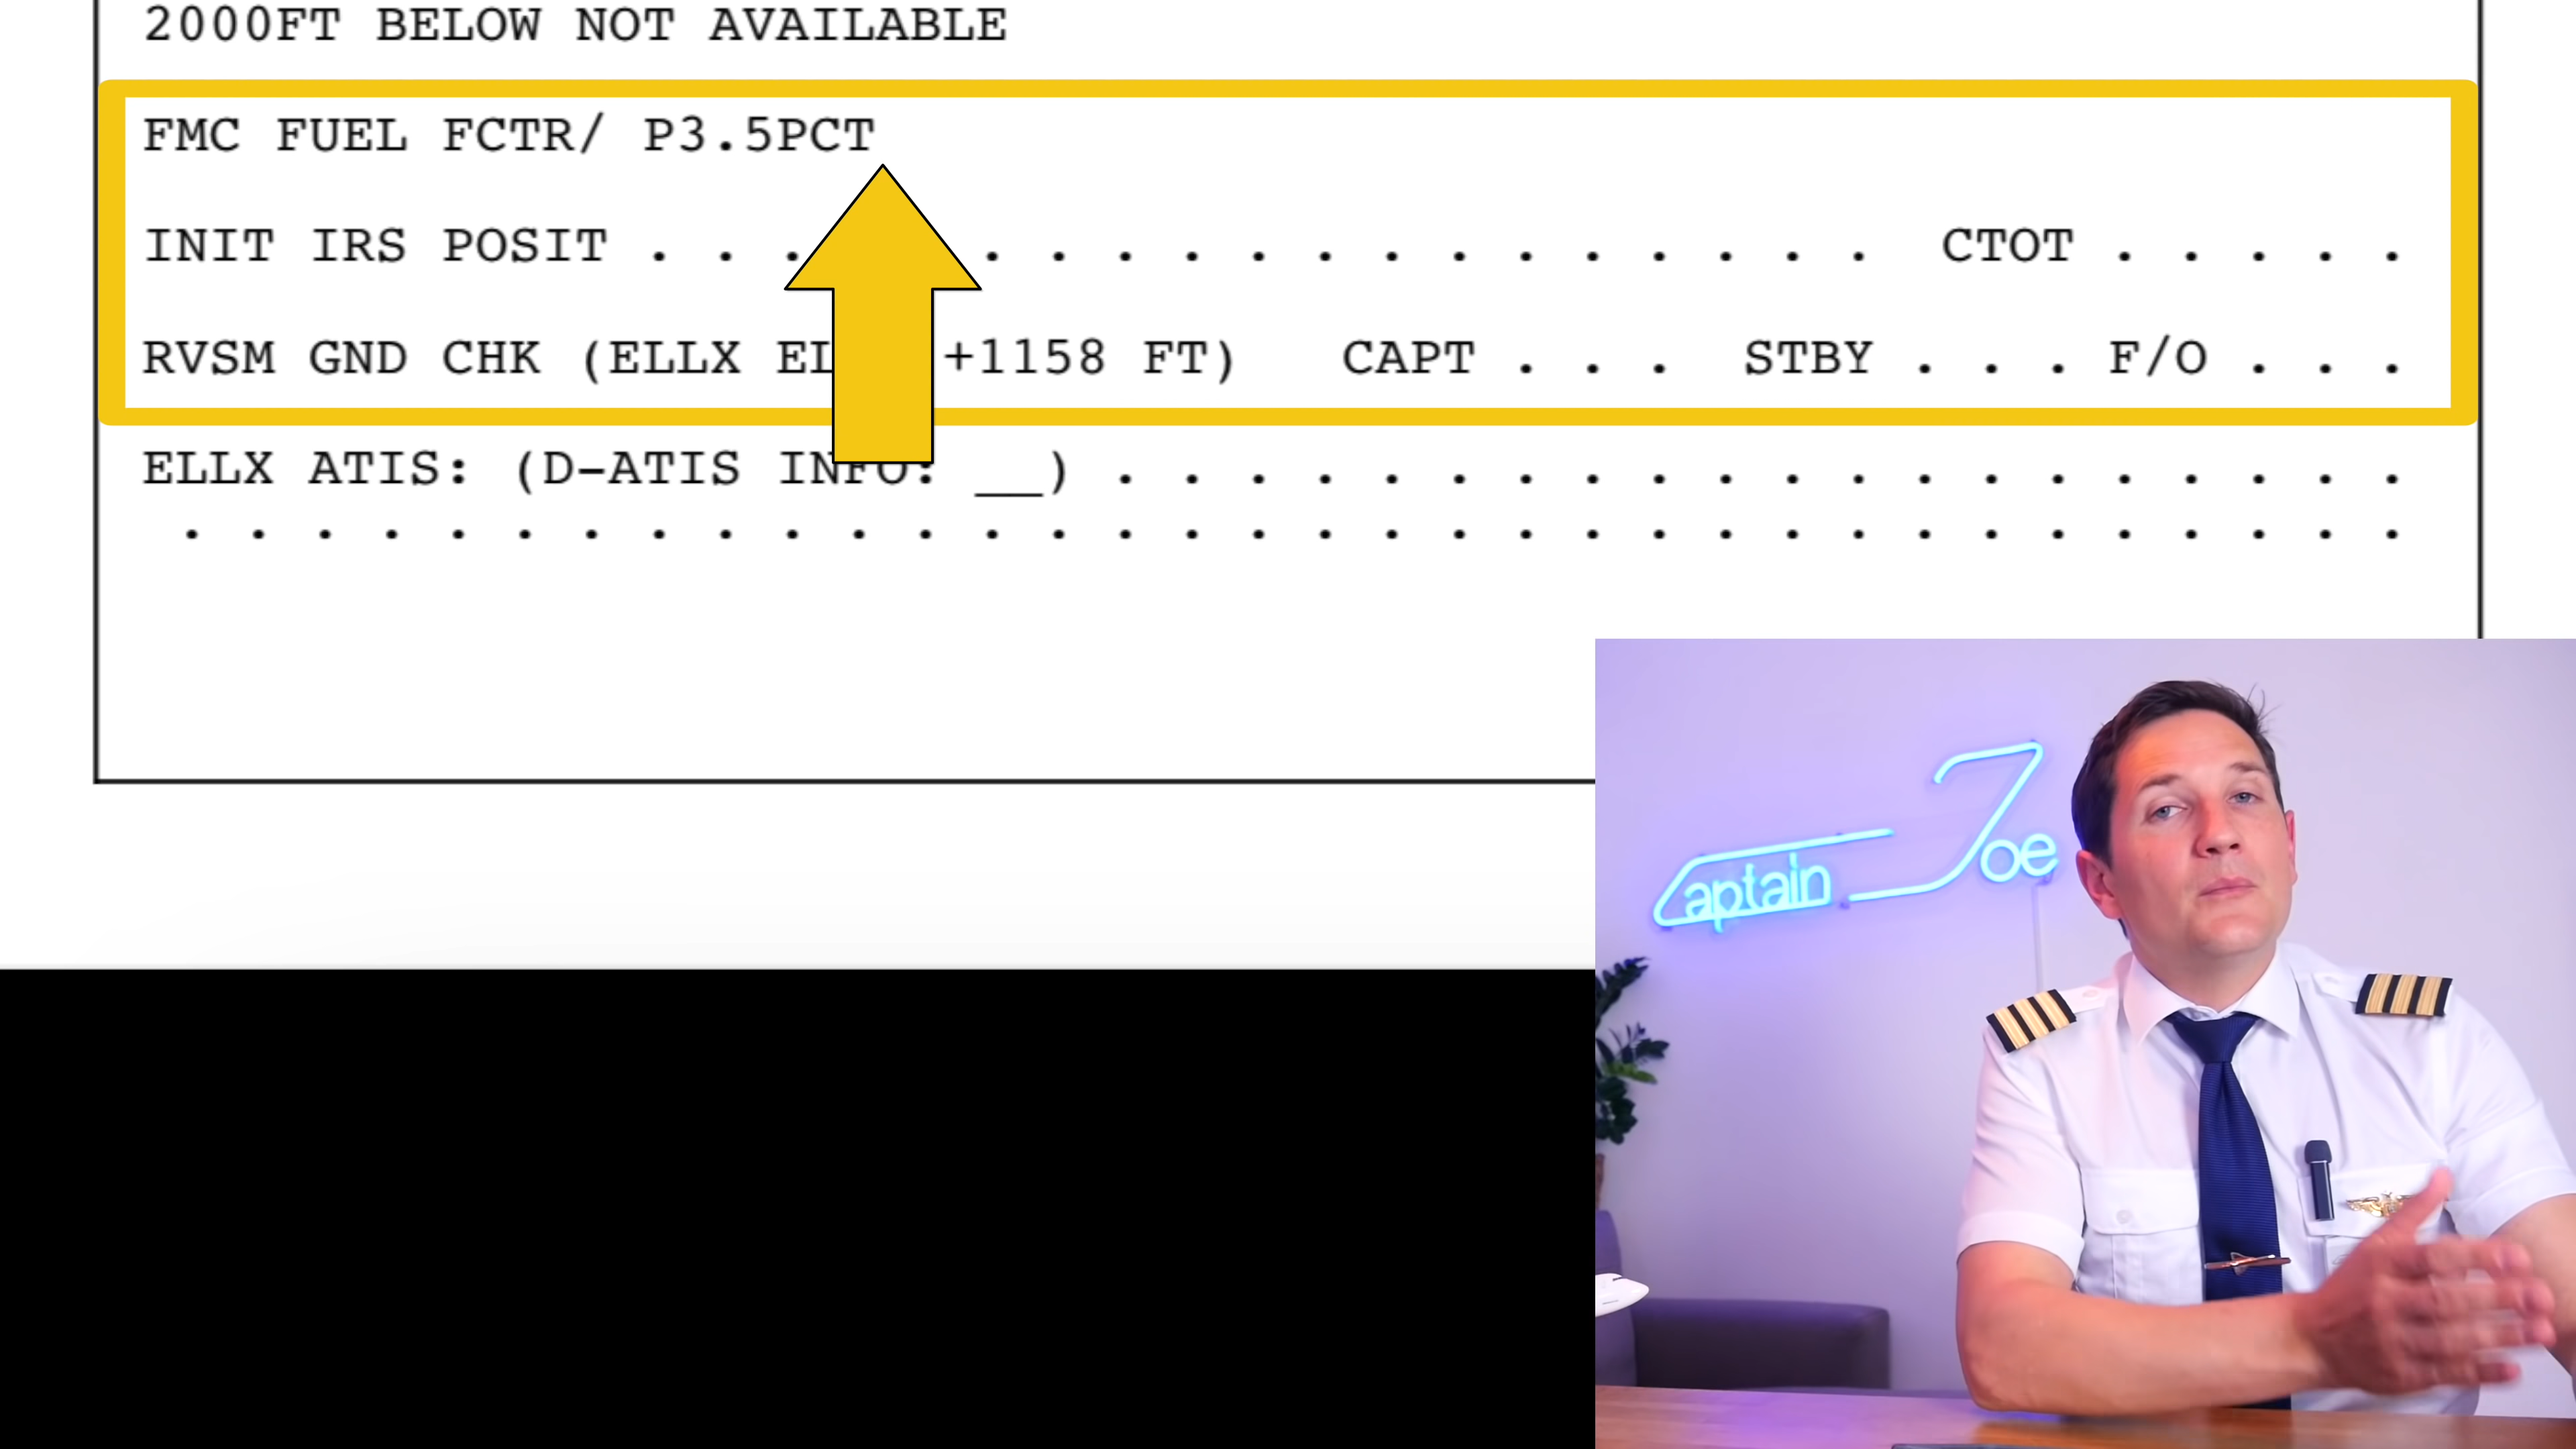 2000FT BELOW NOT AVAILABLE
FMC FUEL FCTR/ P3.5PCT
INIT IRS POSIT . . . . . . . . . . . . . . . . . CTOT . . . . .
RVSM GND CHK (ELLX +1158 FT) CAPT . . . STBY . . . F/O . . .
ELLX ATIS: (D-ATIS INFO: __) . . . . . . . . . . . . . . . . . . . .
. . . . . . . . . . . . . . . . . . . . . . . . . . . . . . . . . .
Captain Joe